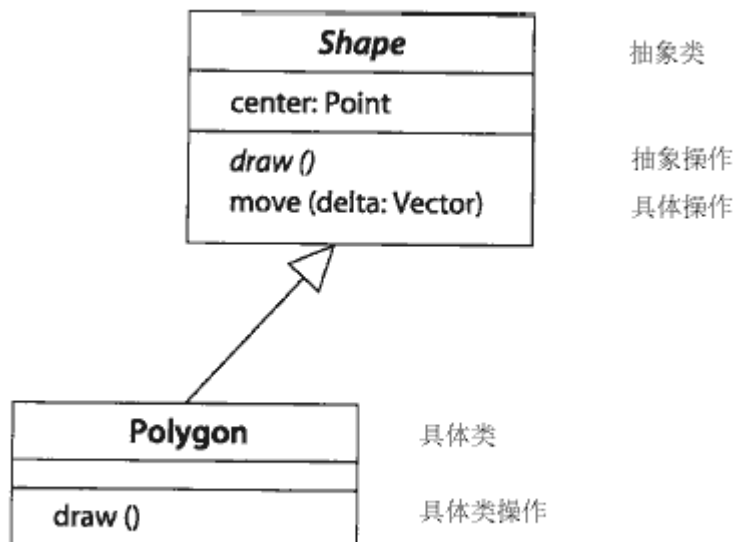 Shape
抽象类
center: Point
draw ()
抽象操作
move (delta: Vector)
具体操作
Polygon
具体类
draw ()
具体类操作